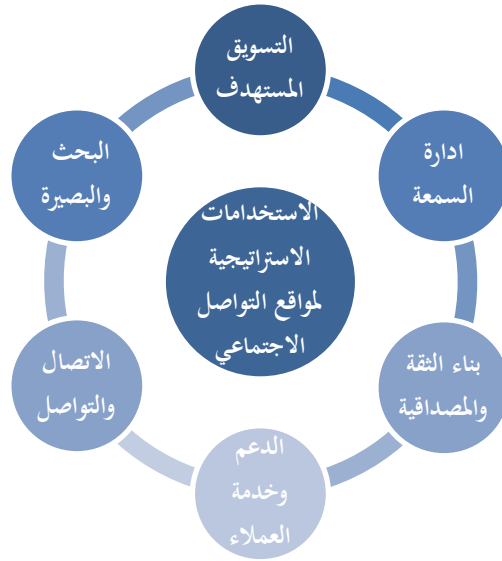 التسويق
المستهدف
ادارة
السمعة
بناء الثقة
والمصداقية
الدعم
وخدمة
العملاء
الاتصال
والتواصل
البحث
والبصيرة
الاستخدامات
الاستراتيجية
لمواقع التواصل
الاجتماعي